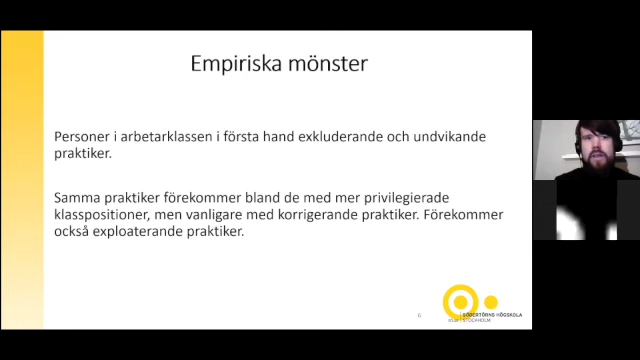 Empiriska mönster
Personer i arbetarklassen i första hand exkluderande och undvikande
praktiker.
Samma praktiker förekommer bland de med mer privilegierade
klasspositioner, men vanligare med korrigerande praktiker. Förekommer
också exploaterande praktiker.
6
SÖDERTÖRNS HÖGSKOLA
STOCKHOLM